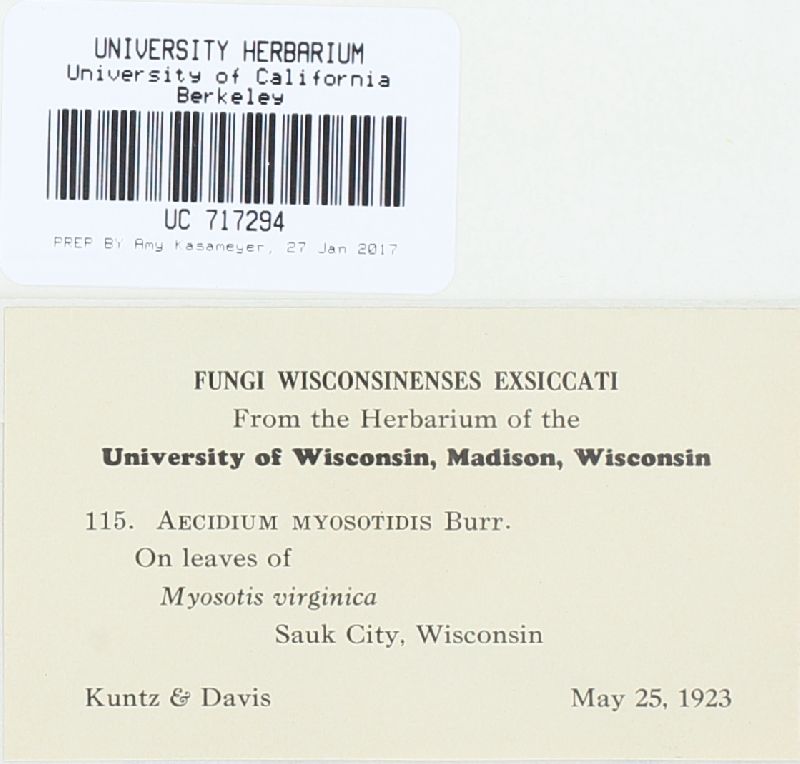 UNIVERSITY HERBARIUM
University of California
Berkeley
UC 717294
PREP BY Amy Kasameyer, 27 Jan 2017
FUNGI WISCONSINENSES EXSICCATI
From the Herbarium of the
University of Wisconsin, Madison, Wisconsin
115. AECIDIUM MYOSOTIDIS Burr.
On leaves of
Myosotis virginica
Sauk City, Wisconsin
Kuntz & Davis May 25, 1923